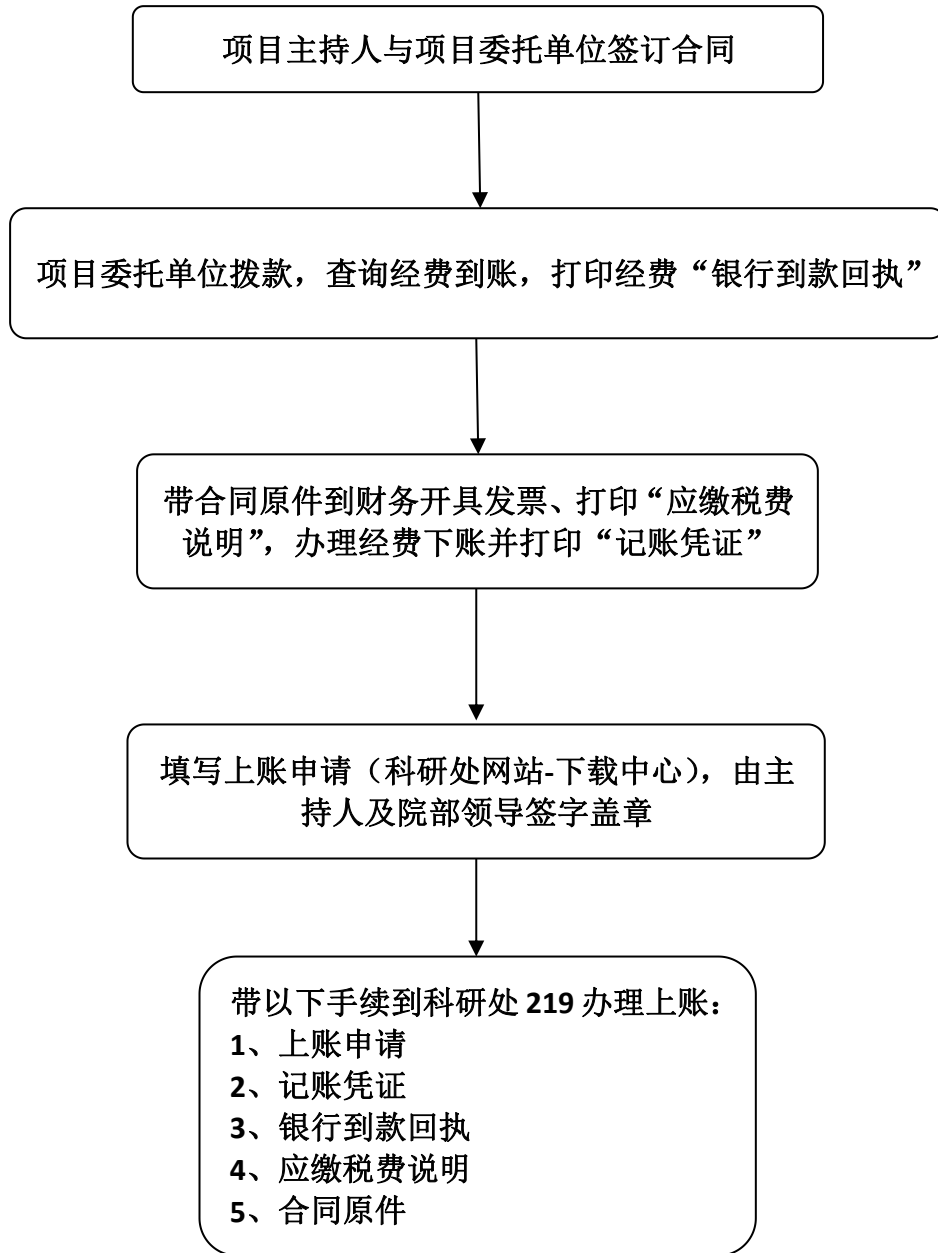 项目主持人与项目委托单位签订合同
项目委托单位拨款，查询经费到账，打印经费“银行到款回执”
带合同原件到财务开具发票、打印“应缴税费
说明”，办理经费下账并打印“记账凭证”
填写上账申请（科研处网站-下载中心），由主
持人及院部领导签字盖章
带以下手续到科研处 219 办理上账：
1、上账申请
2、记账凭证
3、银行到款回执
4、应缴税费说明
5、合同原件